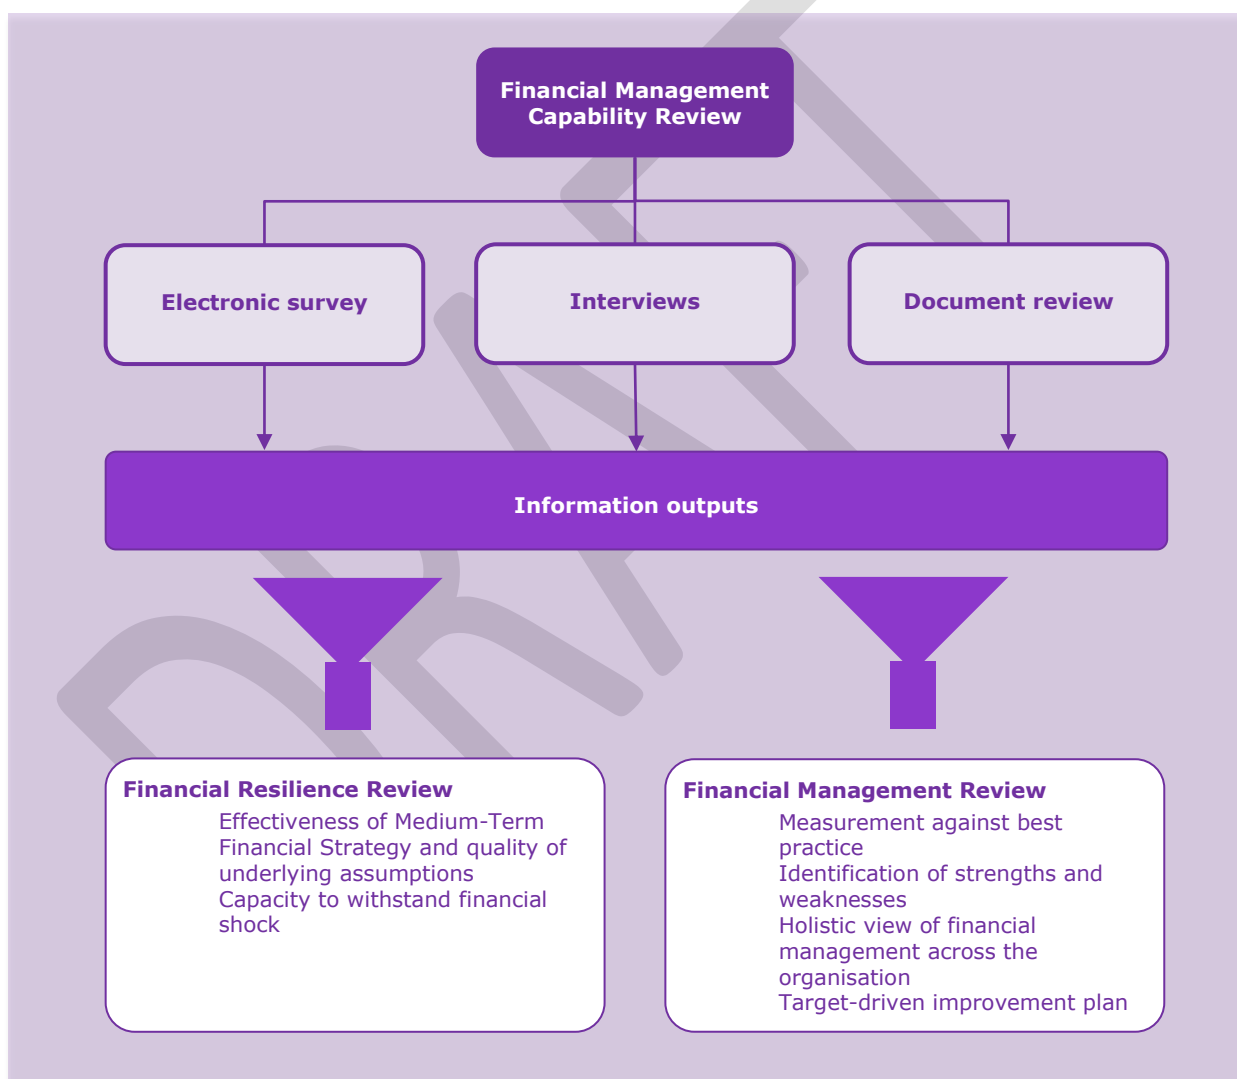 Financial Management
Capability Review
Electronic survey
Interviews
Document review
Information outputs
Financial Resilience Review
Effectiveness of Medium-Term
Financial Strategy and quality of
underlying assumptions
Capacity to withstand financial
shock
Financial Management Review
Measurement against best
practice
Identification of strengths and
weaknesses
Holistic view of financial
management across the
organisation
Target-driven improvement plan
DRAFT